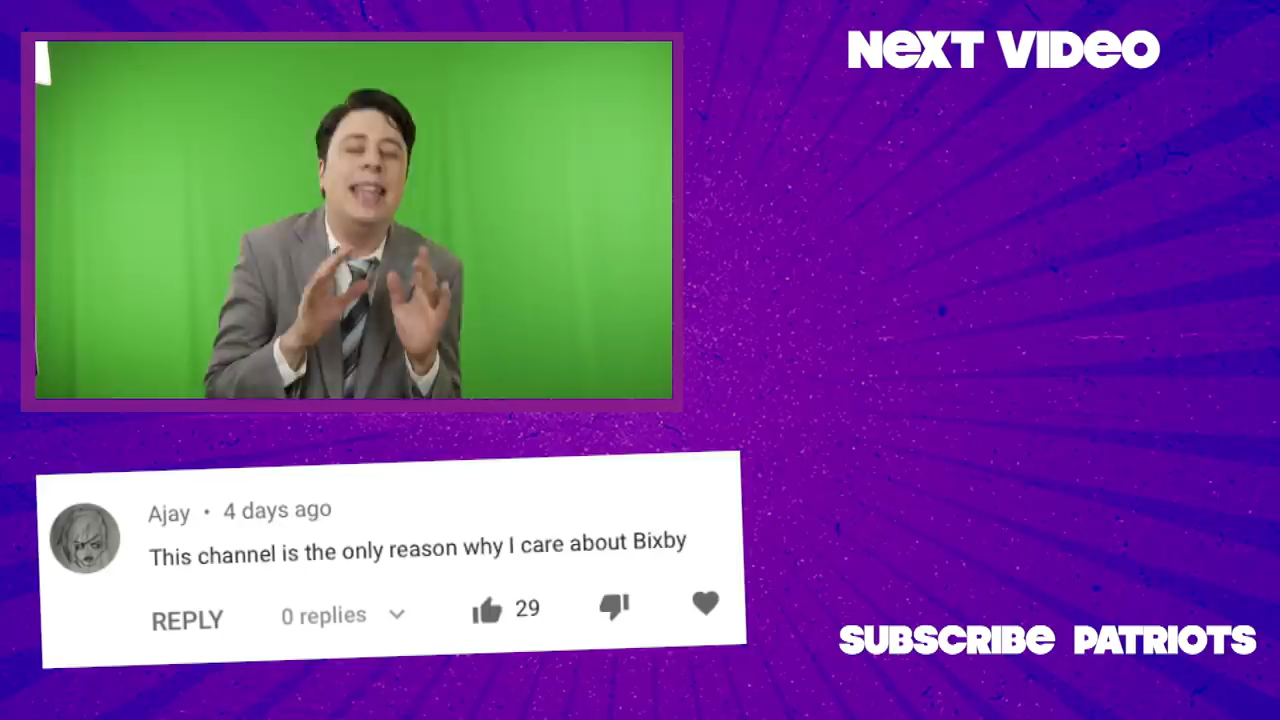 NEXT VIDEO
Ajay • 4 days ago
This channel is the only reason why I care about Bixby
REPLY 0 replies 29
SUBSCRIBE PATRIOTS